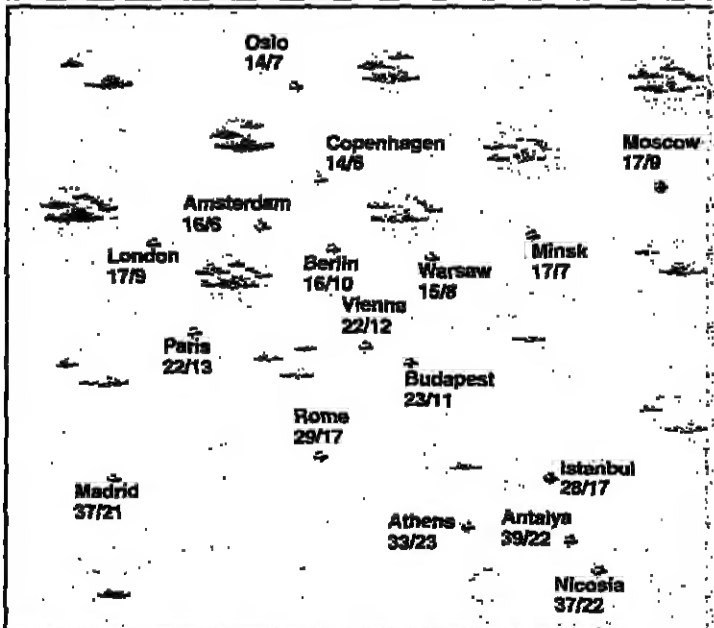 Oslo
14/7
Copenhagen
14/6
Moscow
17/9
Amsterdam
16/6
London
17/9
Berlin
16/10
Warsaw
15/8
Minsk
17/7
Vienna
22/12
Paris
22/13
Budapest
23/11
Rome
29/17
Istanbul
28/17
Madrid
37/21
Athens
33/23
Antalya
39/22
Nicosia
37/22